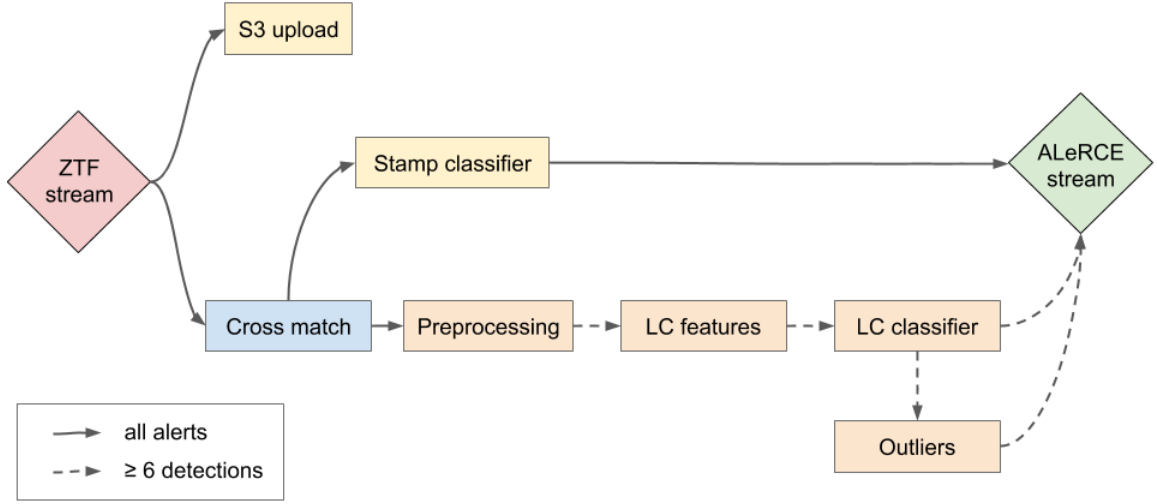 S3 upload
ZTF
stream
Stamp classifier
ALeRCE
stream
Cross match
Preprocessing
LC features
LC classifier
Outliers
all alerts
≥ 6 detections